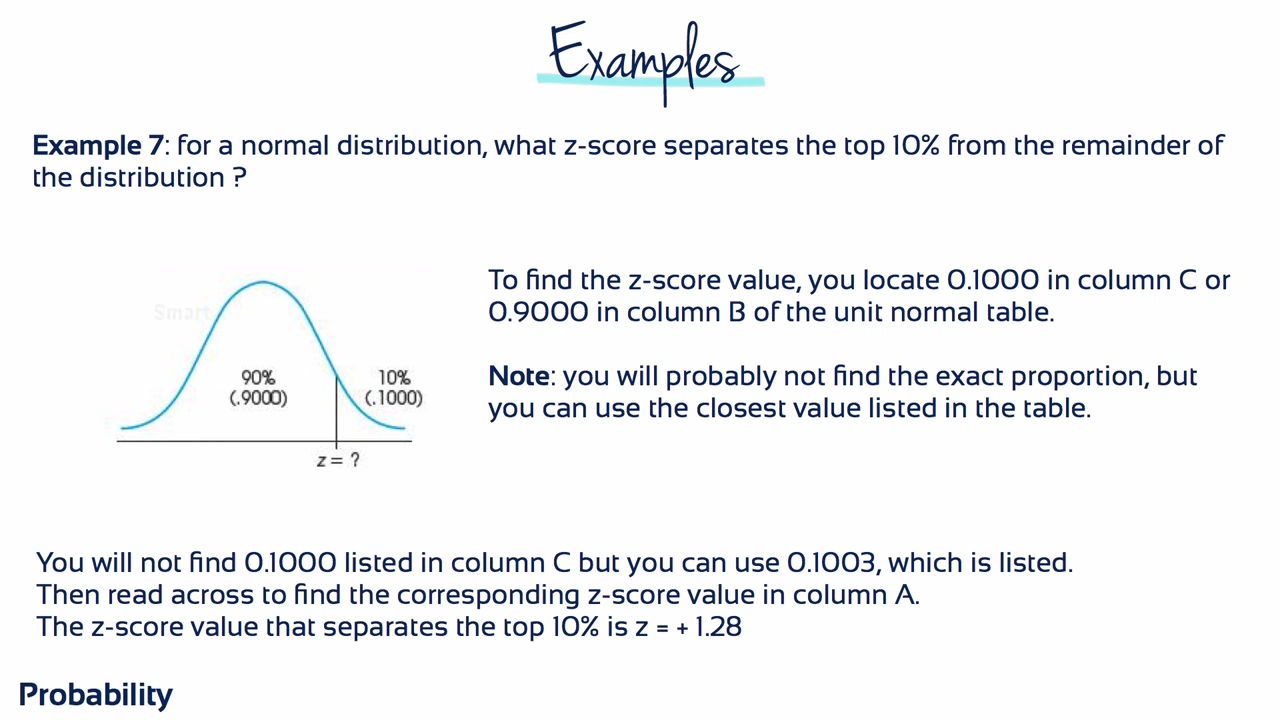 Examples
Example 7: for a normal distribution, what z-score separates the top 10% from the remainder of
the distribution ?
To find the z-score value, you locate 0.1000 in column C or
0.9000 in column B of the unit normal table.
Smart
90%
(.9000)
10%
(.1000)
z = ?
Note: you will probably not find the exact proportion, but
you can use the closest value listed in the table.
You will not find 0.1000 listed in column C but you can use 0.1003, which is listed.
Then read across to find the corresponding z-score value in column A.
The z-score value that separates the top 10% is z = + 1.28
Probability